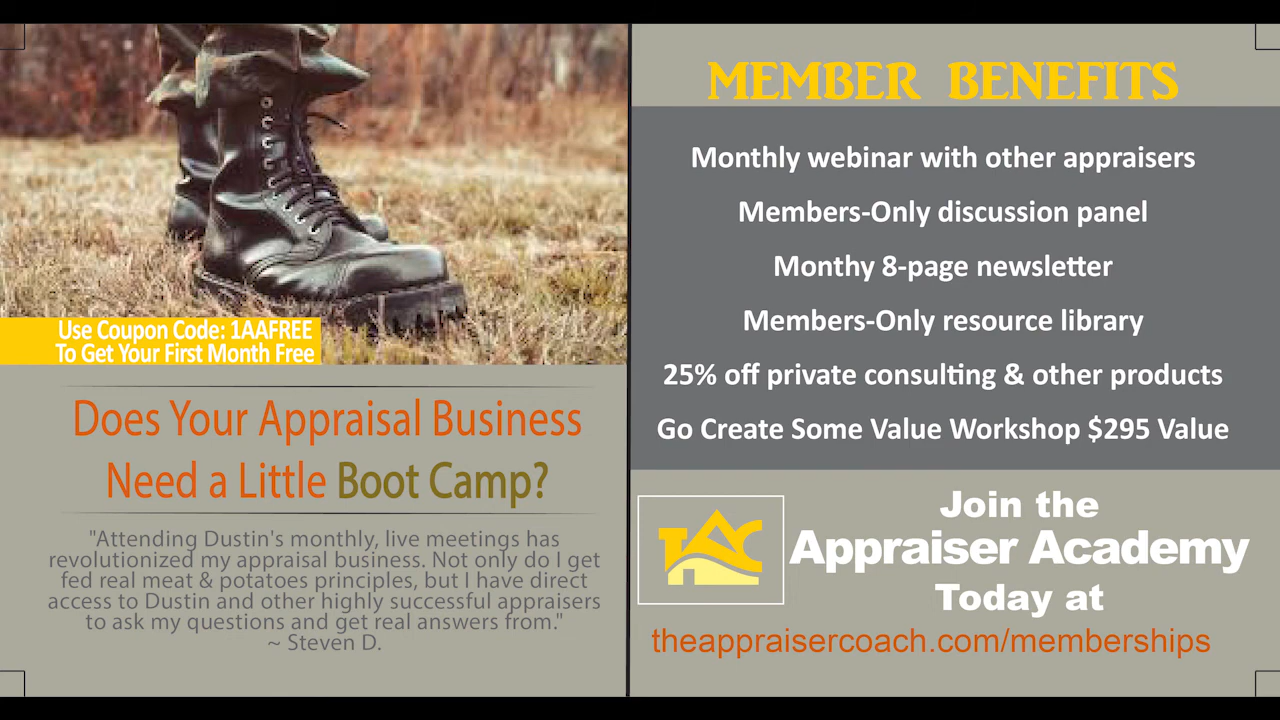 Use Coupon Code: 1AAFREE
To Get Your First Month Free
Does Your Appraisal Business
Need a Little Boot Camp?
"Attending Dustin's monthly, live meetings has
revolutionized my appraisal business. Not only do I get
fed real meat & potatoes principles, but I have direct
access to Dustin and other highly successful appraisers
to ask my questions and get real answers from."
~ Steven D.
MEMBER BENEFITS
Monthly webinar with other appraisers
Members-Only discussion panel
Monthy 8-page newsletter
Members-Only resource library
25% off private consulting & other products
Go Create Some Value Workshop $295 Value
TAC
Join the
Appraiser Academy
Today at
theappraisercoach.com/memberships